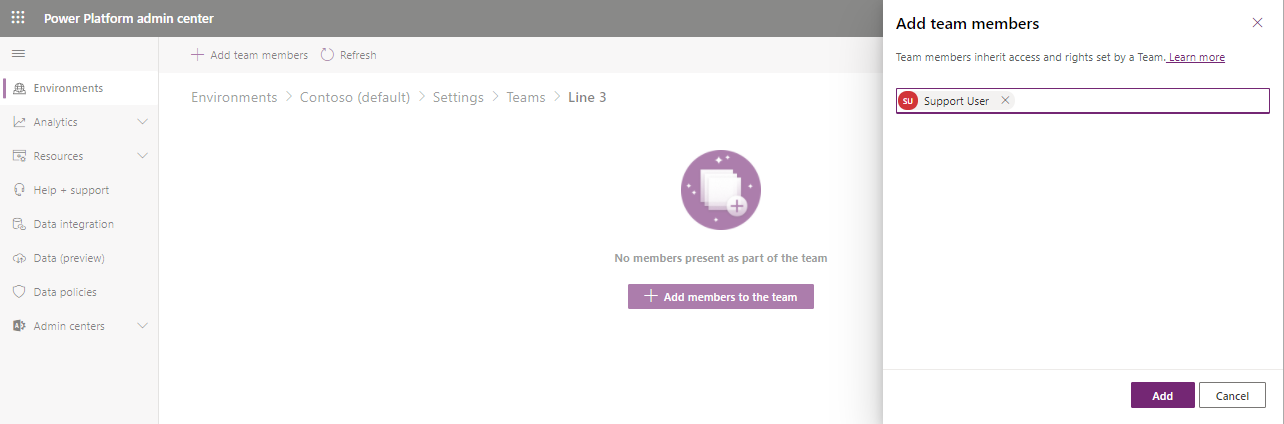 Power Platform admin center
Add team members
Refresh
Environments
Analytics
Resources
Help + support
Data integration
Data (preview)
Data policies
Admin centers
Environments > Contoso (default) > Settings > Teams > Line 3
No members present as part of the team
Add members to the team
Add team members
Team members inherit access and rights set by a Team. Learn more
SU Support User
Add Cancel